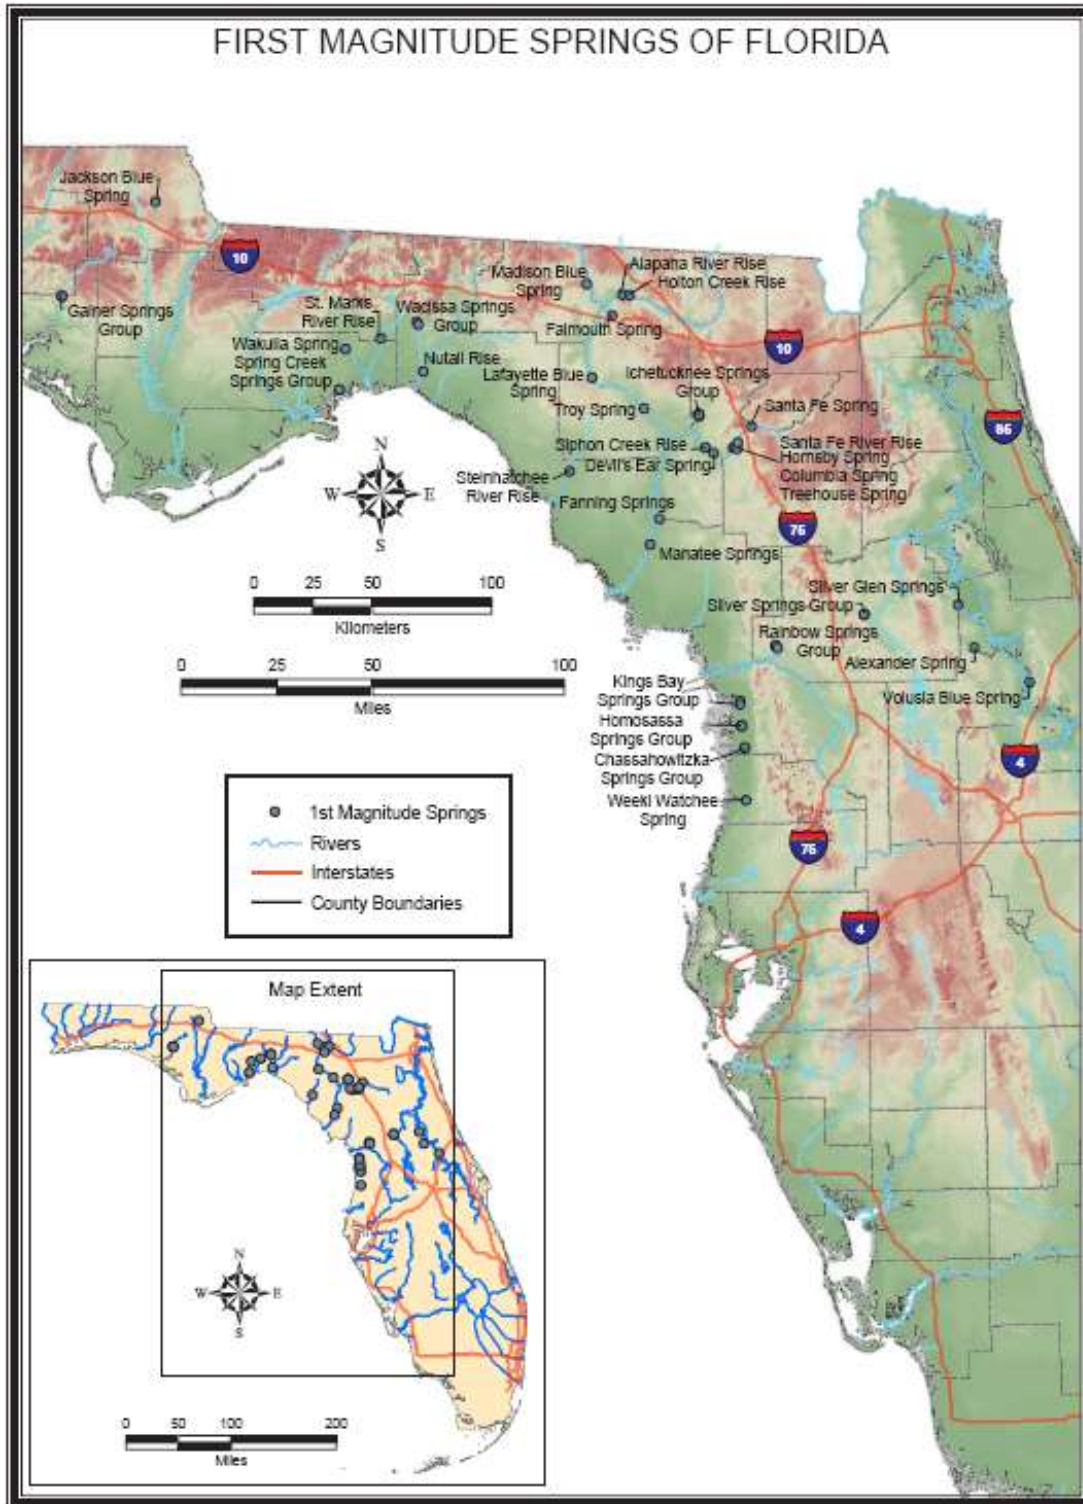 FIRST MAGNITUDE SPRINGS OF FLORIDA
Jackson Blue
Spring
10
Gainer Springs
Group
St. Marks
River Rise
Wacissa Springs
Group
Wakulla Spring
Spring Creek
Springs Group
Nutall Rise
Madison Blue
Spring
Alapaha River Rise
Holton Creek Rise
Falmouth Spring
10
Lafayette Blue
Spring
Ichetucknee Springs
Group
Troy Spring
Santa Fe Spring
Siphon Creek Rise
Devil's Ear Spring
Santa Fe River Rise
Hornsby Spring
Columbia Spring
Treehouse Spring
Steinhatchee
River Rise
Fanning Springs
Manatee Springs
95
75
Silver Glen Springs
Silver Springs Group
Rainbow Springs
Group
Alexander Spring
Volusia Blue Spring
Kings Bay
Springs Group
Homosassa
Springs Group
Chassahowitzka
Springs Group
Weeki Watchee
Spring
4
75
4
N
W E
S
0 25 50 100
Kilometers
0 25 50 100
Miles
1st Magnitude Springs
Rivers
Interstates
County Boundaries
Map Extent
N
W E
S
0 50 100 200
Miles